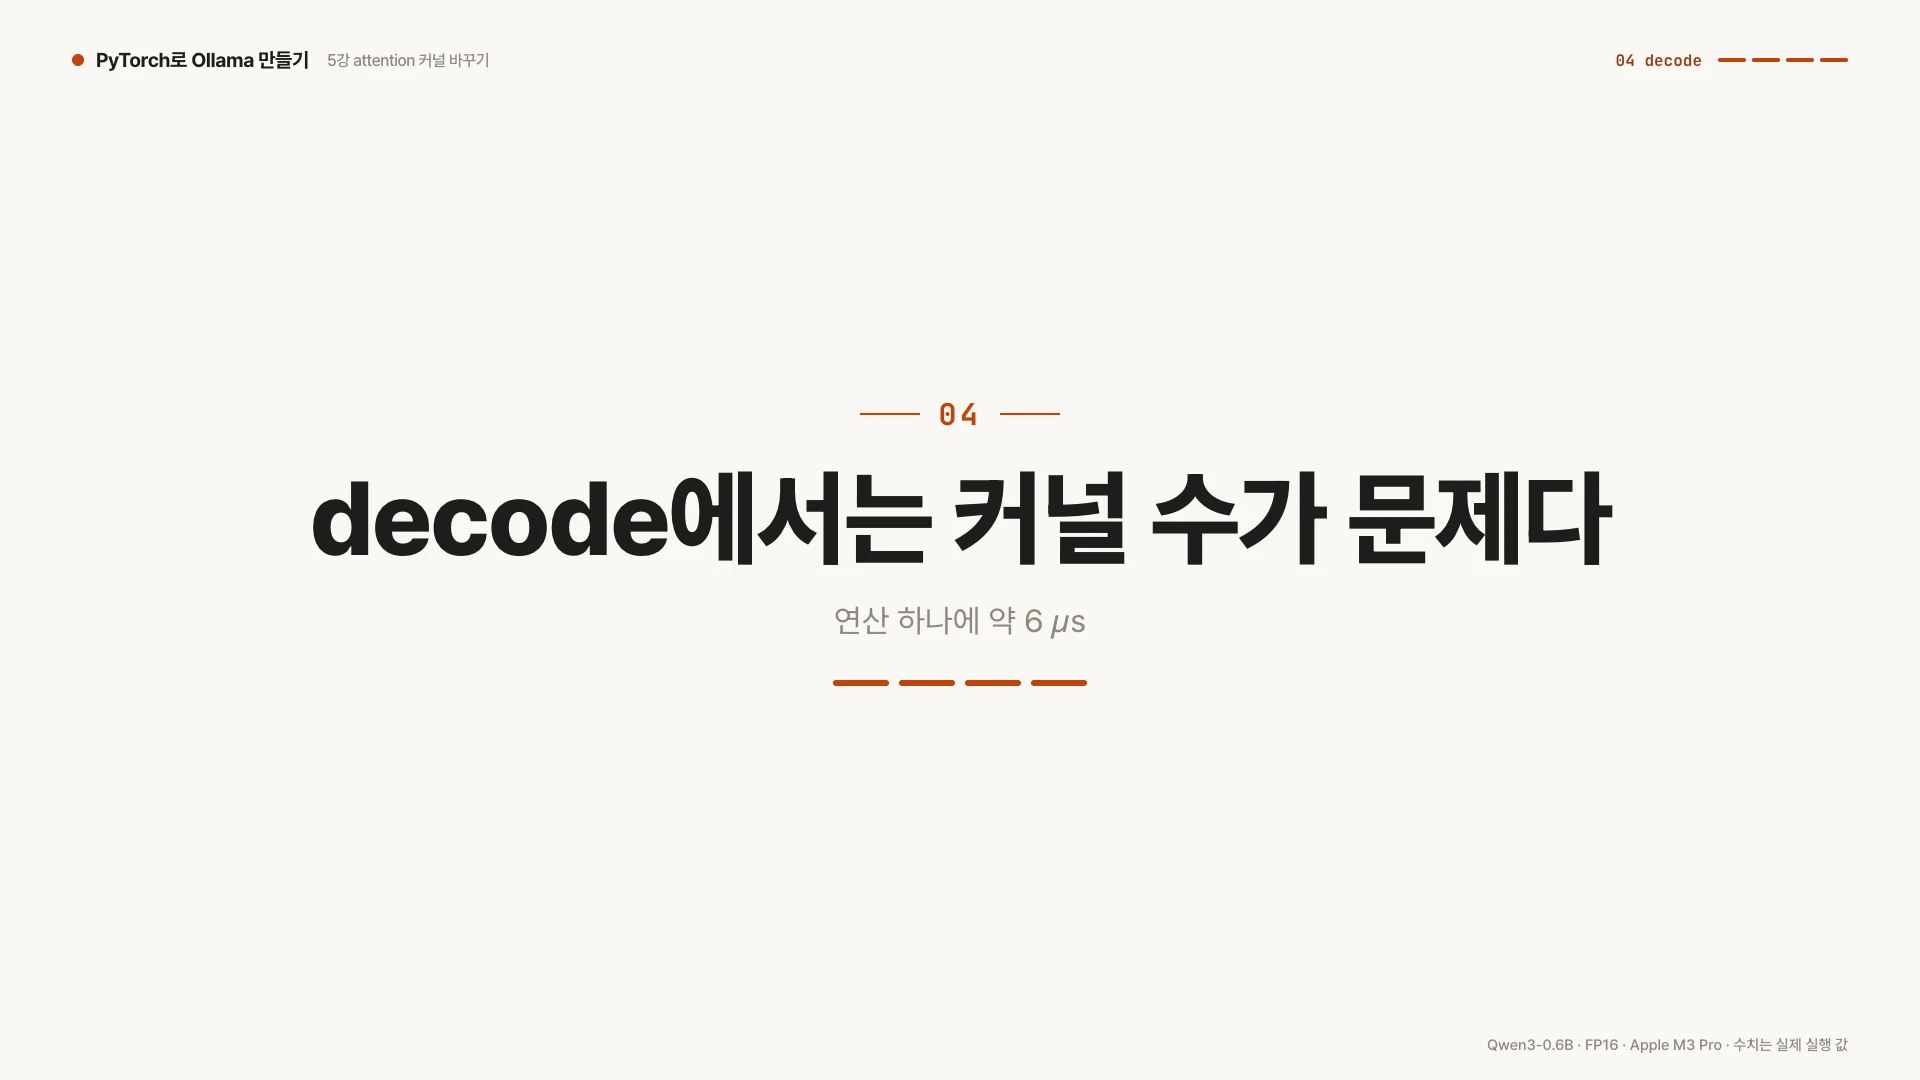 PyTorch로 Ollama 만들기 5강 attention 커널 바꾸기
04 decode
04
decode에서는 커널 수가 문제다
연산 하나에 약 6 μs
Qwen3-0.6B · FP16 · Apple M3 Pro · 수치는 실제 실행 값